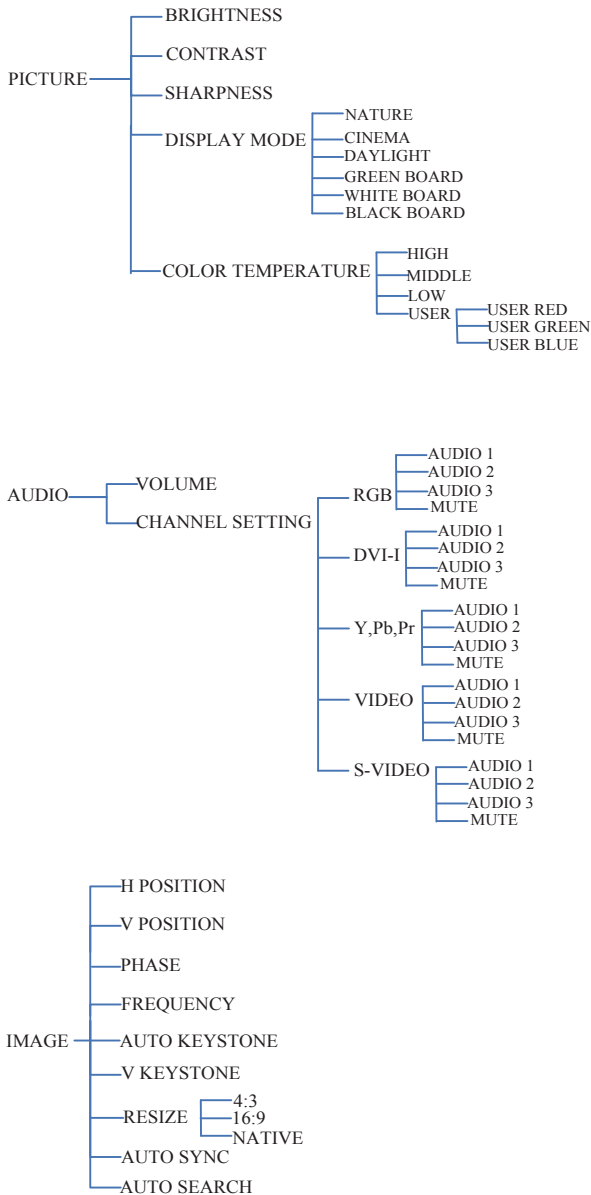 BRIGHTNESS
CONTRAST
PICTURE
SHARPNESS
DISPLAY MODE
NATURE
CINEMA
DAYLIGHT
GREEN BOARD
WHITE BOARD
BLACK BOARD
COLOR TEMPERATURE
HIGH
MIDDLE
LOW
USER
USER RED
USER GREEN
USER BLUE
AUDIO
VOLUME
CHANNEL SETTING
RGB
AUDIO 1
AUDIO 2
AUDIO 3
MUTE
DVI-I
AUDIO 1
AUDIO 2
AUDIO 3
MUTE
Y,Pb,Pr
AUDIO 1
AUDIO 2
AUDIO 3
MUTE
VIDEO
AUDIO 1
AUDIO 2
AUDIO 3
MUTE
S-VIDEO
AUDIO 1
AUDIO 2
AUDIO 3
MUTE
IMAGE
H POSITION
V POSITION
PHASE
FREQUENCY
AUTO KEYSTONE
V KEYSTONE
RESIZE
4:3
16:9
NATIVE
AUTO SYNC
AUTO SEARCH